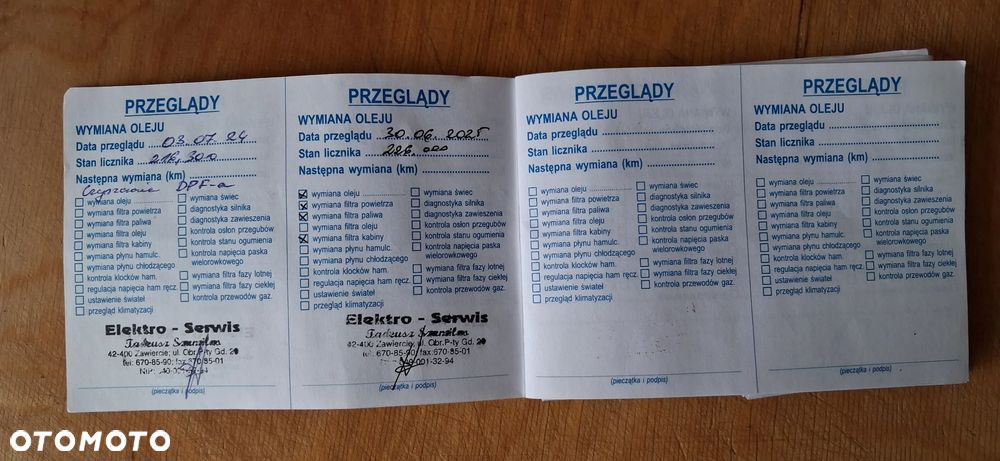 PRZEGLĄDY
WYMIANA OLEJU
Data przeglądu 03.07.24
Stan licznika 216,300
Następna wymiana (km)
Czyszczenie DPF-a
wymiana oleju
wymiana filtra powietrza
wymiana filtra paliwa
wymiana filtra oleju
wymiana filtra kabiny
wymiana płynu hamulc.
wymiana płynu chłodzącego
kontrola klocków ham.
regulacja napięcia ham ręcz.
ustawienie świateł
przegląd klimatyzacji
wymiana świec
diagnostyka silnika
diagnostyka zawieszenia
kontrola osłon przegubów
kontrola stanu ogumienia
kontrola napięcia paska
wielorowkowego
wymiana filtra fazy lotnej
wymiana filtra fazy ciekłej
kontrola przewodów gaz.
Elektro - Serwis
Tadeusz
42-400 Zawiercie, ul. Obr.P-ty Gd. 20
tel: 670-85-90; fax:670-85-01
(pieczątka i podpis)
PRZEGLĄDY
WYMIANA OLEJU
Data przeglądu 30.06.2025
Stan licznika 226.000
Następna wymiana (km)
wymiana oleju
wymiana filtra powietrza
wymiana filtra paliwa
wymiana filtra oleju
wymiana filtra kabiny
wymiana płynu hamulc.
wymiana płynu chłodzącego
kontrola klocków ham.
regulacja napięcia ham ręcz.
ustawienie świateł
przegląd klimatyzacji
wymiana świec
diagnostyka silnika
diagnostyka zawieszenia
kontrola osłon przegubów
kontrola stanu ogumienia
kontrola napięcia paska
wielorowkowego
wymiana filtra fazy lotnej
wymiana filtra fazy ciekłej
kontrola przewodów gaz.
Elektro - Serwis
Tadeusz
42-400 Zawiercie, ul. Obr.P-ty Gd. 20
tel: 670-85-90; fax:670-85-01
(pieczątka i podpis)
PRZEGLĄDY
WYMIANA OLEJU
Data przeglądu
Stan licznika
Następna wymiana (km)
wymiana oleju
wymiana filtra powietrza
wymiana filtra paliwa
wymiana filtra oleju
wymiana filtra kabiny
wymiana płynu hamulc.
wymiana płynu chłodzącego
kontrola klocków ham.
regulacja napięcia ham ręcz.
ustawienie świateł
przegląd klimatyzacji
wymiana świec
diagnostyka silnika
diagnostyka zawieszenia
kontrola osłon przegubów
kontrola stanu ogumienia
kontrola napięcia paska
wielorowkowego
wymiana filtra fazy lotnej
wymiana filtra fazy ciekłej
kontrola przewodów gaz.
(pieczątka i podpis)
PRZEGLĄDY
WYMIANA OLEJU
Data przeglądu
Stan licznika
Następna wymiana (km)
wymiana oleju
wymiana filtra powietrza
wymiana filtra paliwa
wymiana filtra oleju
wymiana filtra kabiny
wymiana płynu hamulc.
wymiana płynu chłodzącego
kontrola klocków ham.
regulacja napięcia ham ręcz.
ustawienie świateł
przegląd klimatyzacji
wymiana świec
diagnostyka silnika
diagnostyka zawieszenia
kontrola osłon przegubów
kontrola stanu ogumienia
kontrola napięcia paska
wielorowkowego
wymiana filtra fazy lotnej
wymiana filtra fazy ciekłej
kontrola przewodów gaz.
(pieczątka i podpis)
OTOMOTO